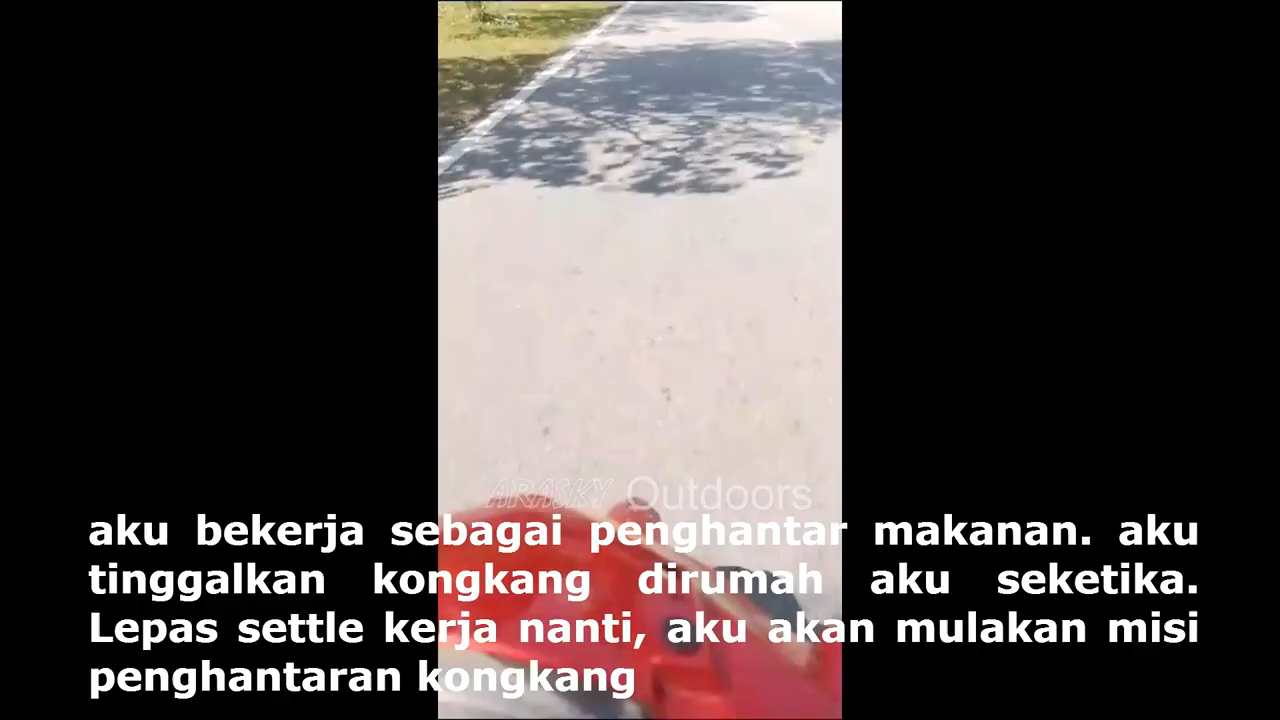 ARASKY Outdoors
aku bekerja sebagai penghantar makanan. aku
tinggalkan kongkang dirumah aku seketika.
Lepas settle kerja nanti, aku akan mulakan misi
penghantaran kongkang